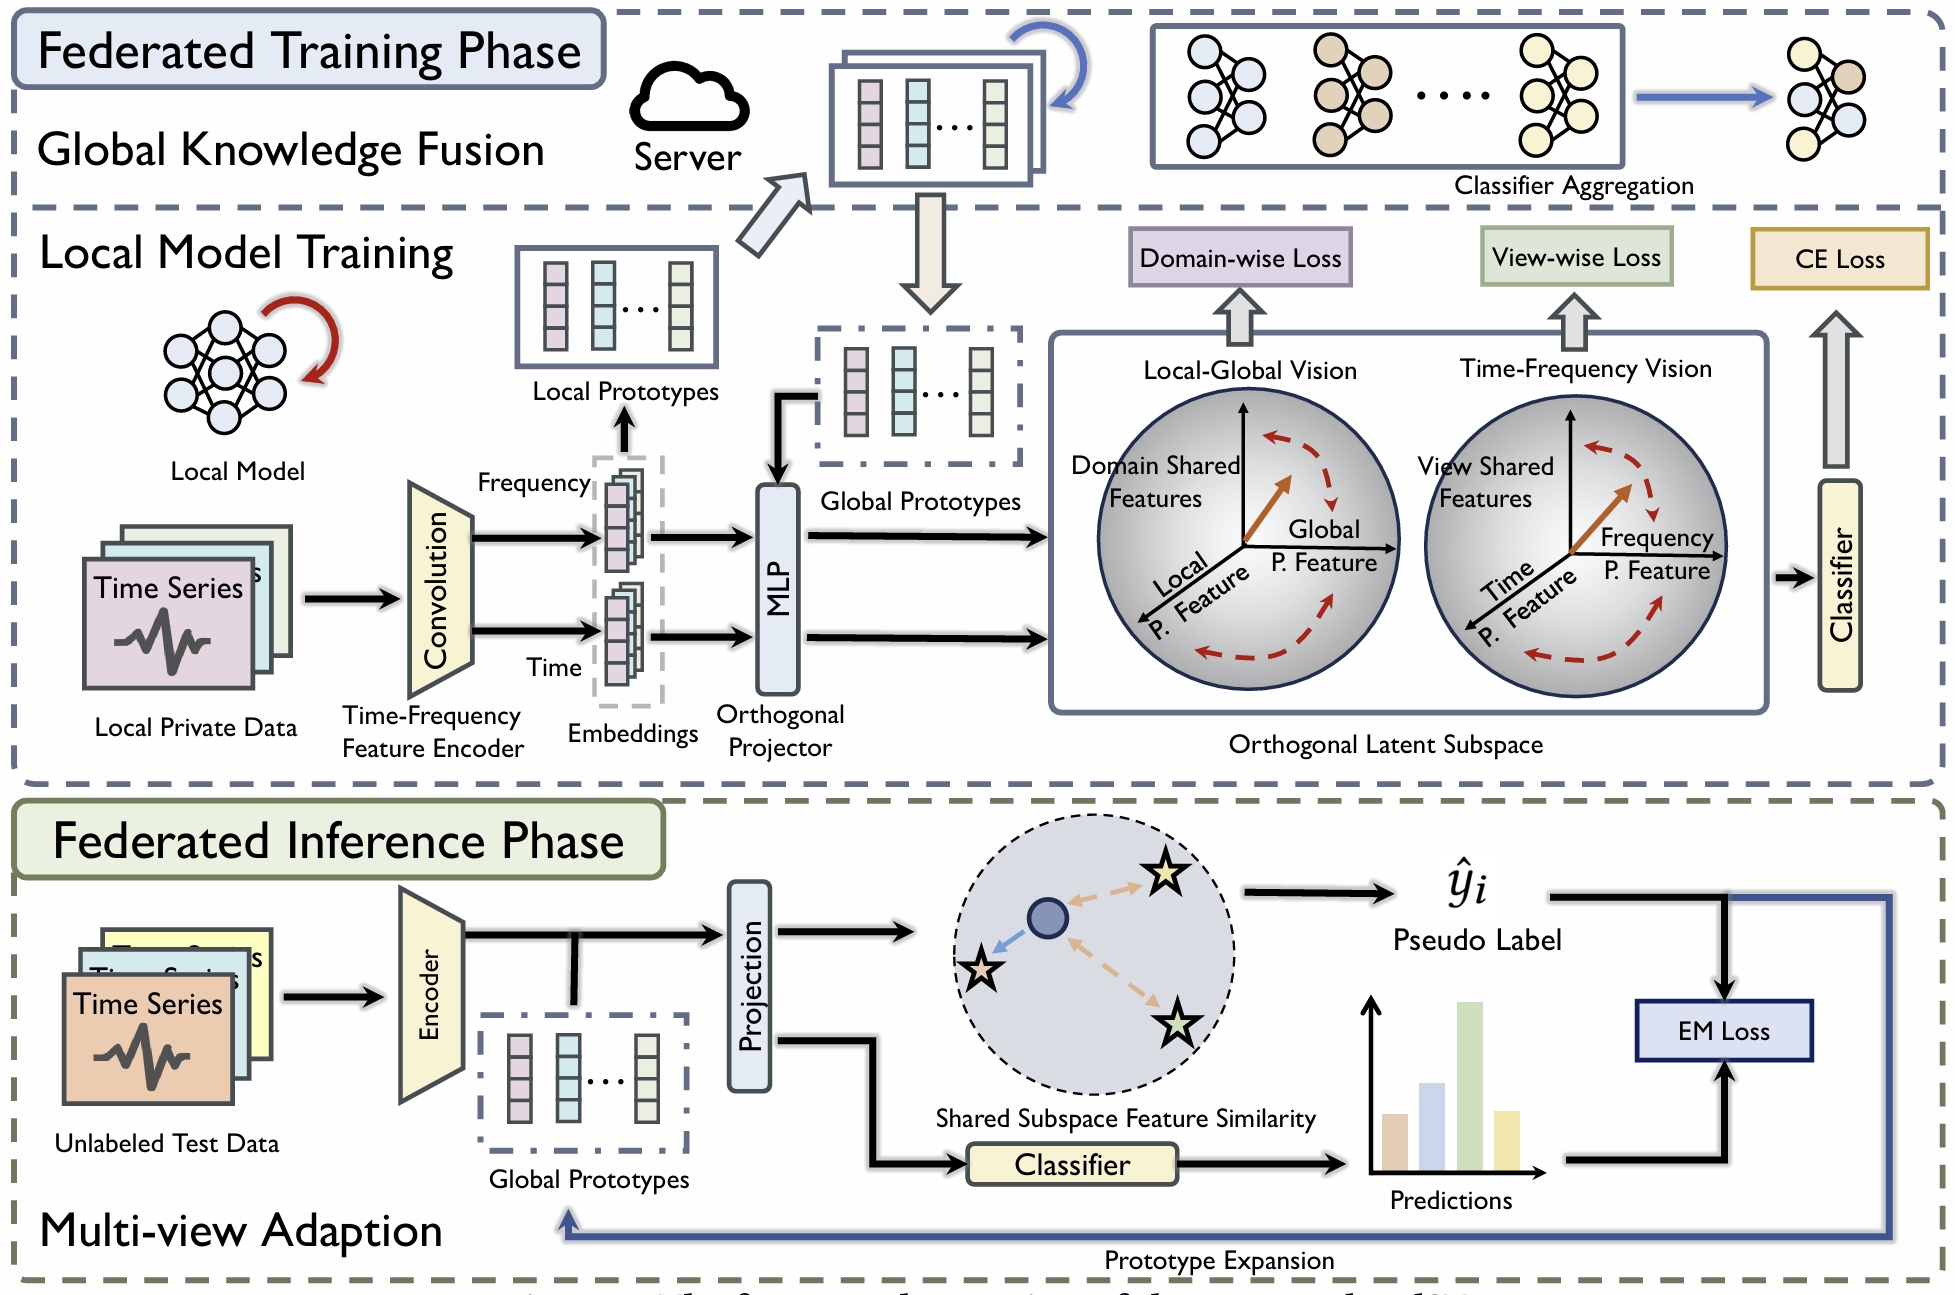 Federated Training Phase
Global Knowledge Fusion
Server
Classifier Aggregation
Local Model Training
Domain-wise Loss
View-wise Loss
CE Loss
Local Prototypes
Local Model
Global Prototypes
Local-Global Vision
Domain Shared
Features
Global
P. Feature
Local
P. Feature
Time-Frequency Vision
View Shared
Features
Frequency
P. Feature
Time
P. Feature
Classifier
Time Series
s
Local Private Data
Convolution
Time-Frequency
Feature Encoder
Frequency
Time
Embeddings
MLP
Orthogonal
Projector
Orthogonal Latent Subspace
Federated Inference Phase
Time Series
Unlabeled Test Data
Encoder
Global Prototypes
Projection
Shared Subspace Feature Similarity
Classifier
ŷᵢ
Pseudo Label
Predictions
EM Loss
Multi-view Adaption
Prototype Expansion